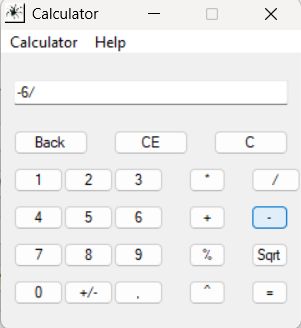 Calculator
Calculator Help
-6/
Back CE C
1 2 3 * /
4 5 6 + -
7 8 9 % Sqrt
0 +/- , ^ =